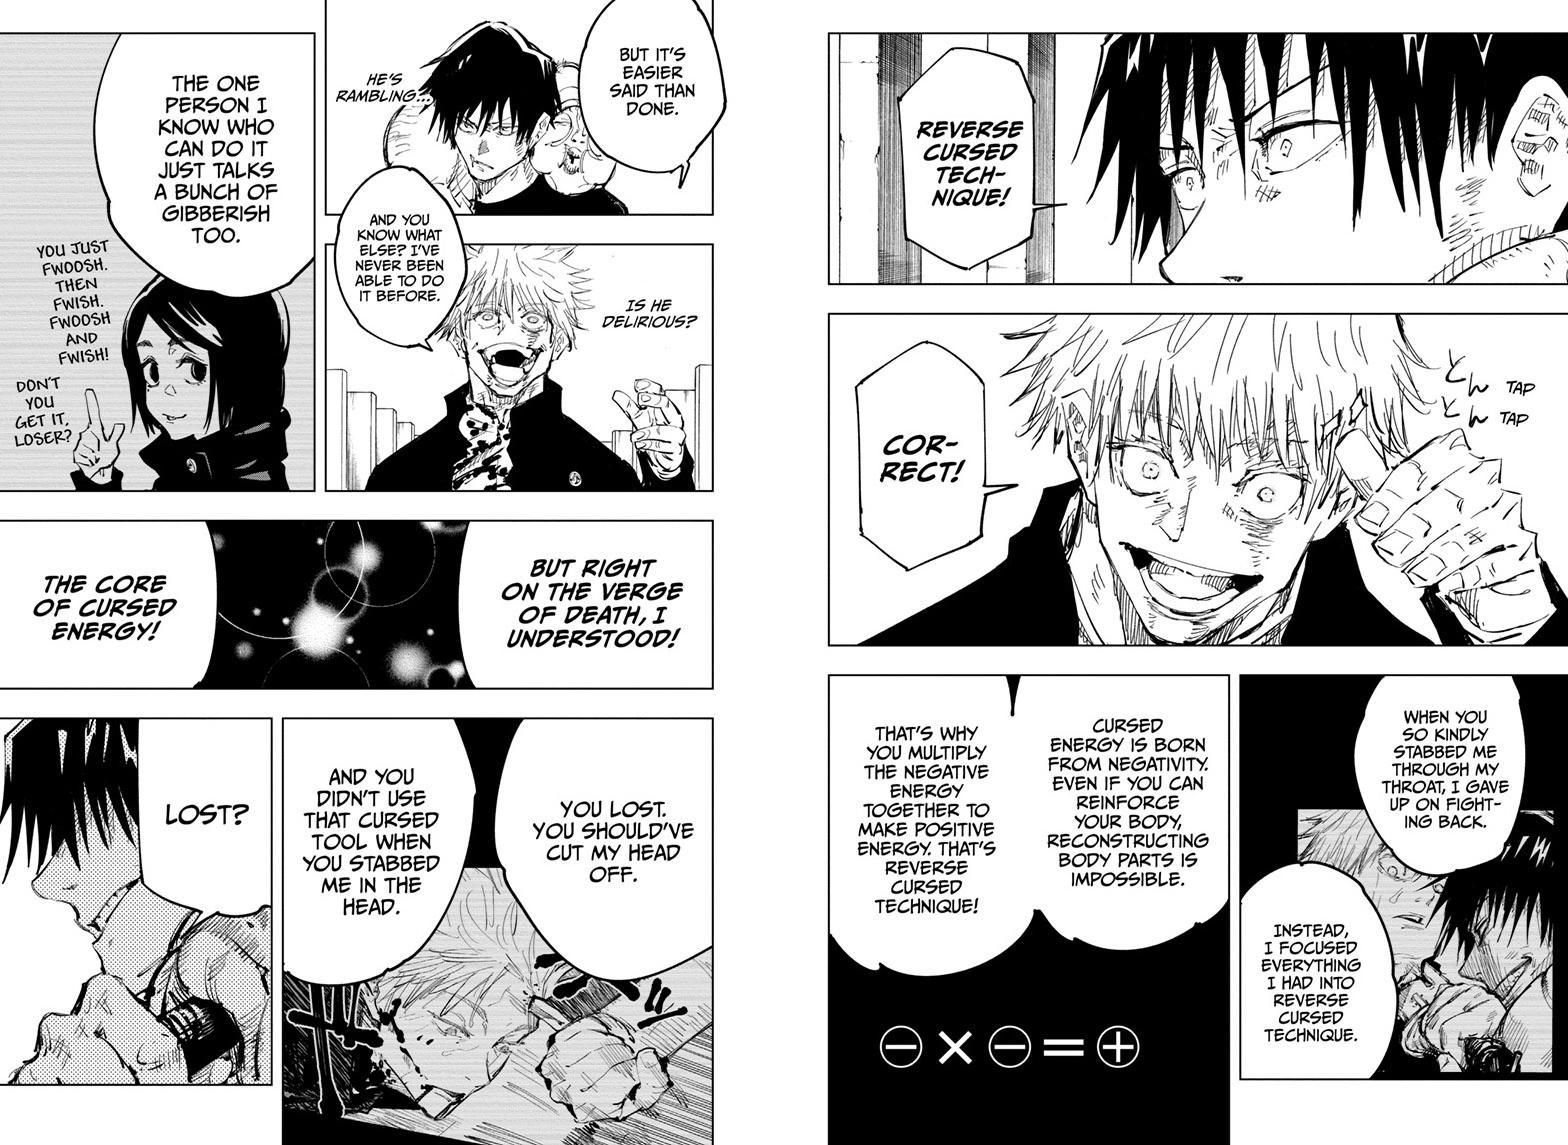 REVERSE
CURSED
TECH-
NIQUE!
COR-
RECT!
とん TAP
とん TAP
WHEN YOU
SO KINDLY
STABBED ME
THROUGH MY
THROAT, I GAVE
UP ON FIGHT-
ING BACK.
INSTEAD,
I FOCUSED
EVERYTHING
I HAD INTO
REVERSE
CURSED
TECHNIQUE.
CURSED
ENERGY IS BORN
FROM NEGATIVITY.
EVEN IF YOU CAN
REINFORCE
YOUR BODY,
RECONSTRUCTING
BODY PARTS IS
IMPOSSIBLE.
THAT'S WHY
YOU MULTIPLY
THE NEGATIVE
ENERGY
TOGETHER TO
MAKE POSITIVE
ENERGY. THAT'S
REVERSE
CURSED
TECHNIQUE!
⊖ × ⊖ = ⊕
BUT IT'S
EASIER
SAID THAN
DONE.
HE'S
RAMBLING...
AND YOU
KNOW WHAT
ELSE? I'VE
NEVER BEEN
ABLE TO DO
IT BEFORE.
IS HE
DELIRIOUS?
THE ONE
PERSON I
KNOW WHO
CAN DO IT
JUST TALKS
A BUNCH OF
GIBBERISH
TOO.
YOU JUST
FWOOSH.
THEN
FWISH.
FWOOSH
AND
FWISH!
DON'T
YOU
GET IT,
LOSER?
BUT RIGHT
ON THE VERGE
OF DEATH, I
UNDERSTOOD!
THE CORE
OF CURSED
ENERGY!
YOU LOST.
YOU SHOULD'VE
CUT MY HEAD
OFF.
AND YOU
DIDN'T USE
THAT CURSED
TOOL WHEN
YOU STABBED
ME IN THE
HEAD.
LOST?